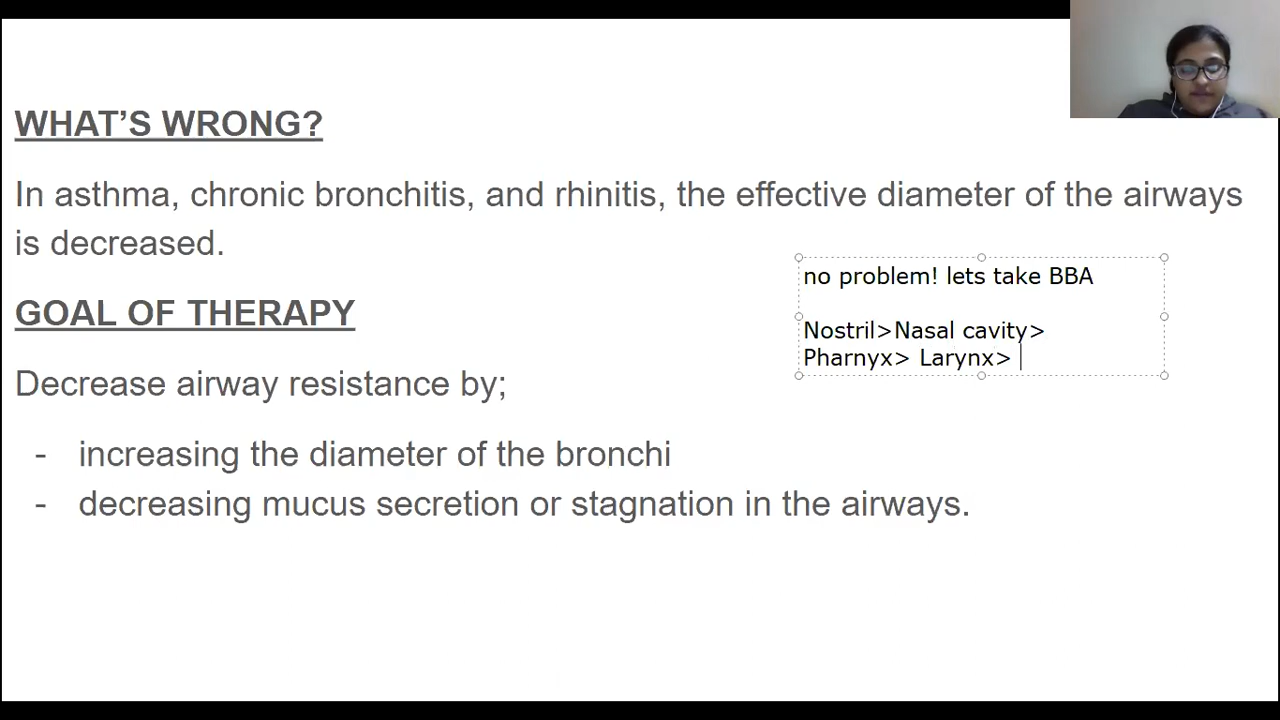 WHAT’S WRONG?
In asthma, chronic bronchitis, and rhinitis, the effective diameter of the airways
is decreased.
no problem! lets take BBA
Nostril>Nasal cavity>
Pharnyx> Larynx>
GOAL OF THERAPY
Decrease airway resistance by;
- increasing the diameter of the bronchi
- decreasing mucus secretion or stagnation in the airways.